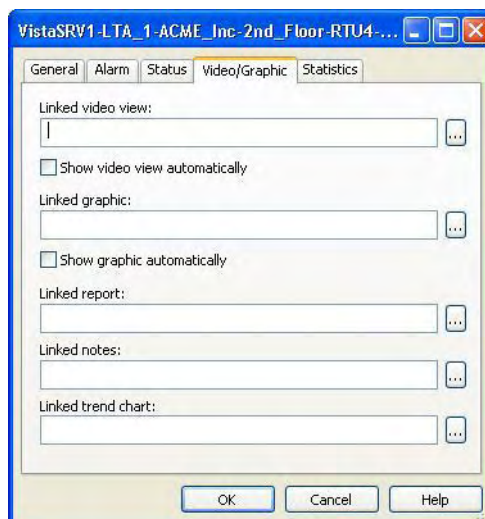 VistaSRV1-LTA_1-ACME_Inc-2nd_Floor-RTU4-...
General Alarm Status Video/Graphic Statistics
Linked video view:
...
Show video view automatically
Linked graphic:
...
Show graphic automatically
Linked report:
...
Linked notes:
...
Linked trend chart:
...
OK Cancel Help